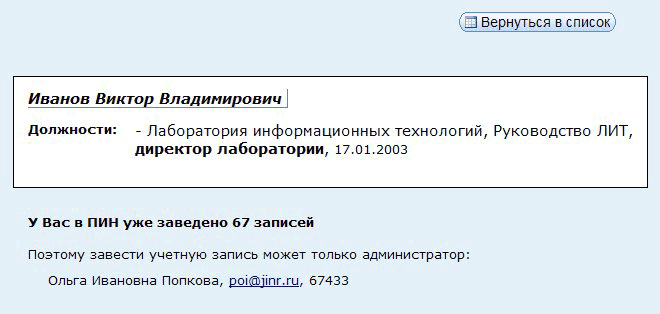 Вернуться в список
Иванов Виктор Владимирович
Должности: - Лаборатория информационных технологий, Руководство ЛИТ,
директор лаборатории, 17.01.2003
У Вас в ПИН уже заведено 67 записей
Поэтому завести учетную запись может только администратор:
Ольга Ивановна Попкова, poi@jinr.ru, 67433